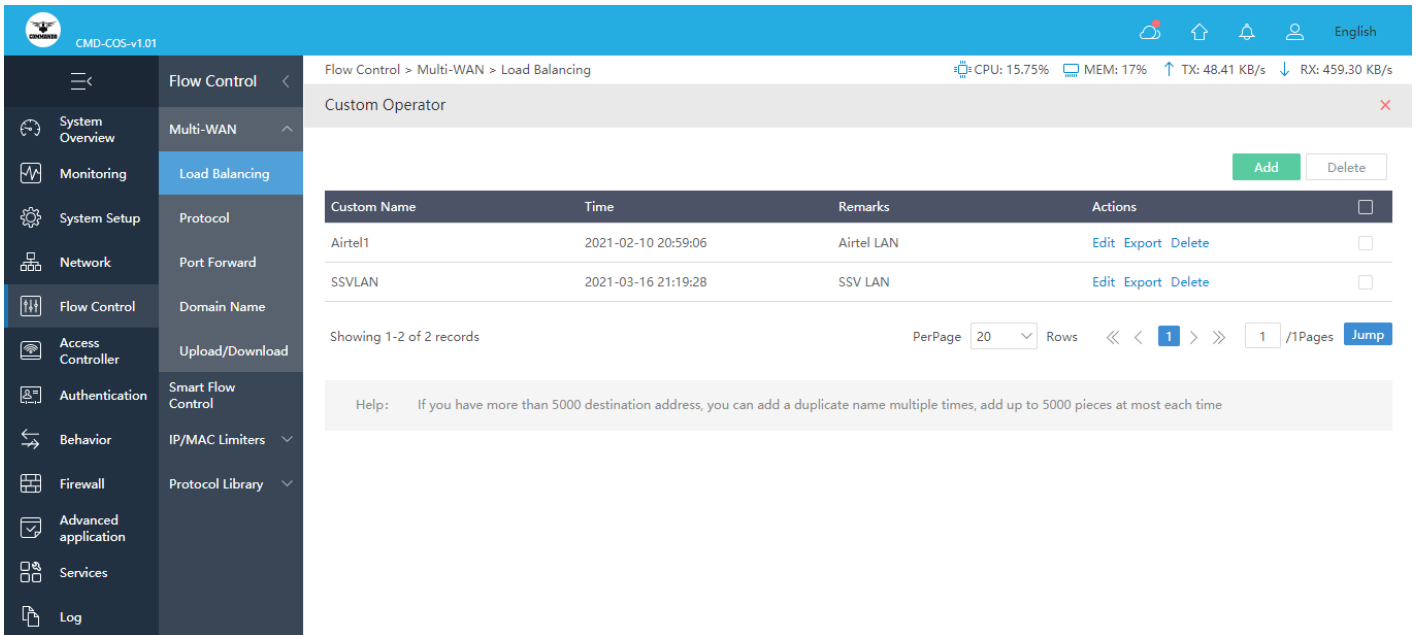 COMMANDO
CMD-COS-v1.01
English
Flow Control <
Flow Control > Multi-WAN > Load Balancing
CPU: 15.75% MEM: 17% ↑ TX: 48.41 KB/s ↓ RX: 459.30 KB/s
Custom Operator
System
Overview
Monitoring
System Setup
Network
Flow Control
Access
Controller
Authentication
Behavior
Firewall
Advanced
application
Services
Log
Multi-WAN
Load Balancing
Protocol
Port Forward
Domain Name
Upload/Download
Smart Flow
Control
IP/MAC Limiters
Protocol Library
Add Delete
Custom Name Time Remarks Actions
Airtel1 2021-02-10 20:59:06 Airtel LAN Edit Export Delete
SSVLAN 2021-03-16 21:19:28 SSV LAN Edit Export Delete
Showing 1-2 of 2 records PerPage 20 Rows << < 1 > >> 1 /1Pages Jump
Help: If you have more than 5000 destination address, you can add a duplicate name multiple times, add up to 5000 pieces at most each time